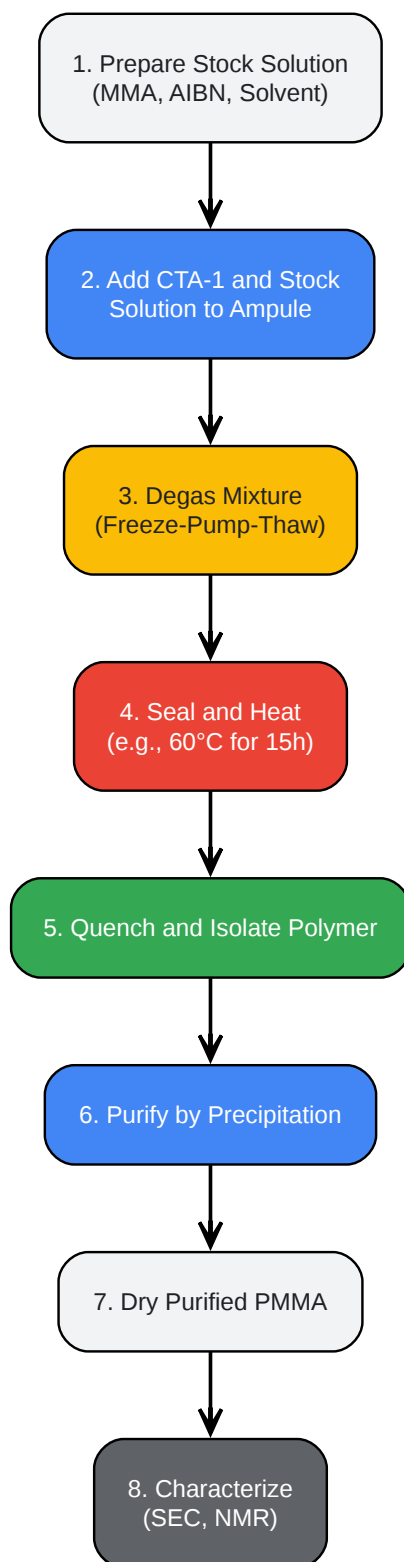 1. Prepare Stock Solution
(MMA, AIBN, Solvent)
2. Add CTA-1 and Stock
Solution to Ampule
3. Degas Mixture
(Freeze-Pump-Thaw)
4. Seal and Heat
(e.g., 60°C for 15h)
5. Quench and Isolate Polymer
6. Purify by Precipitation
7. Dry Purified PMMA
8. Characterize
(SEC, NMR)